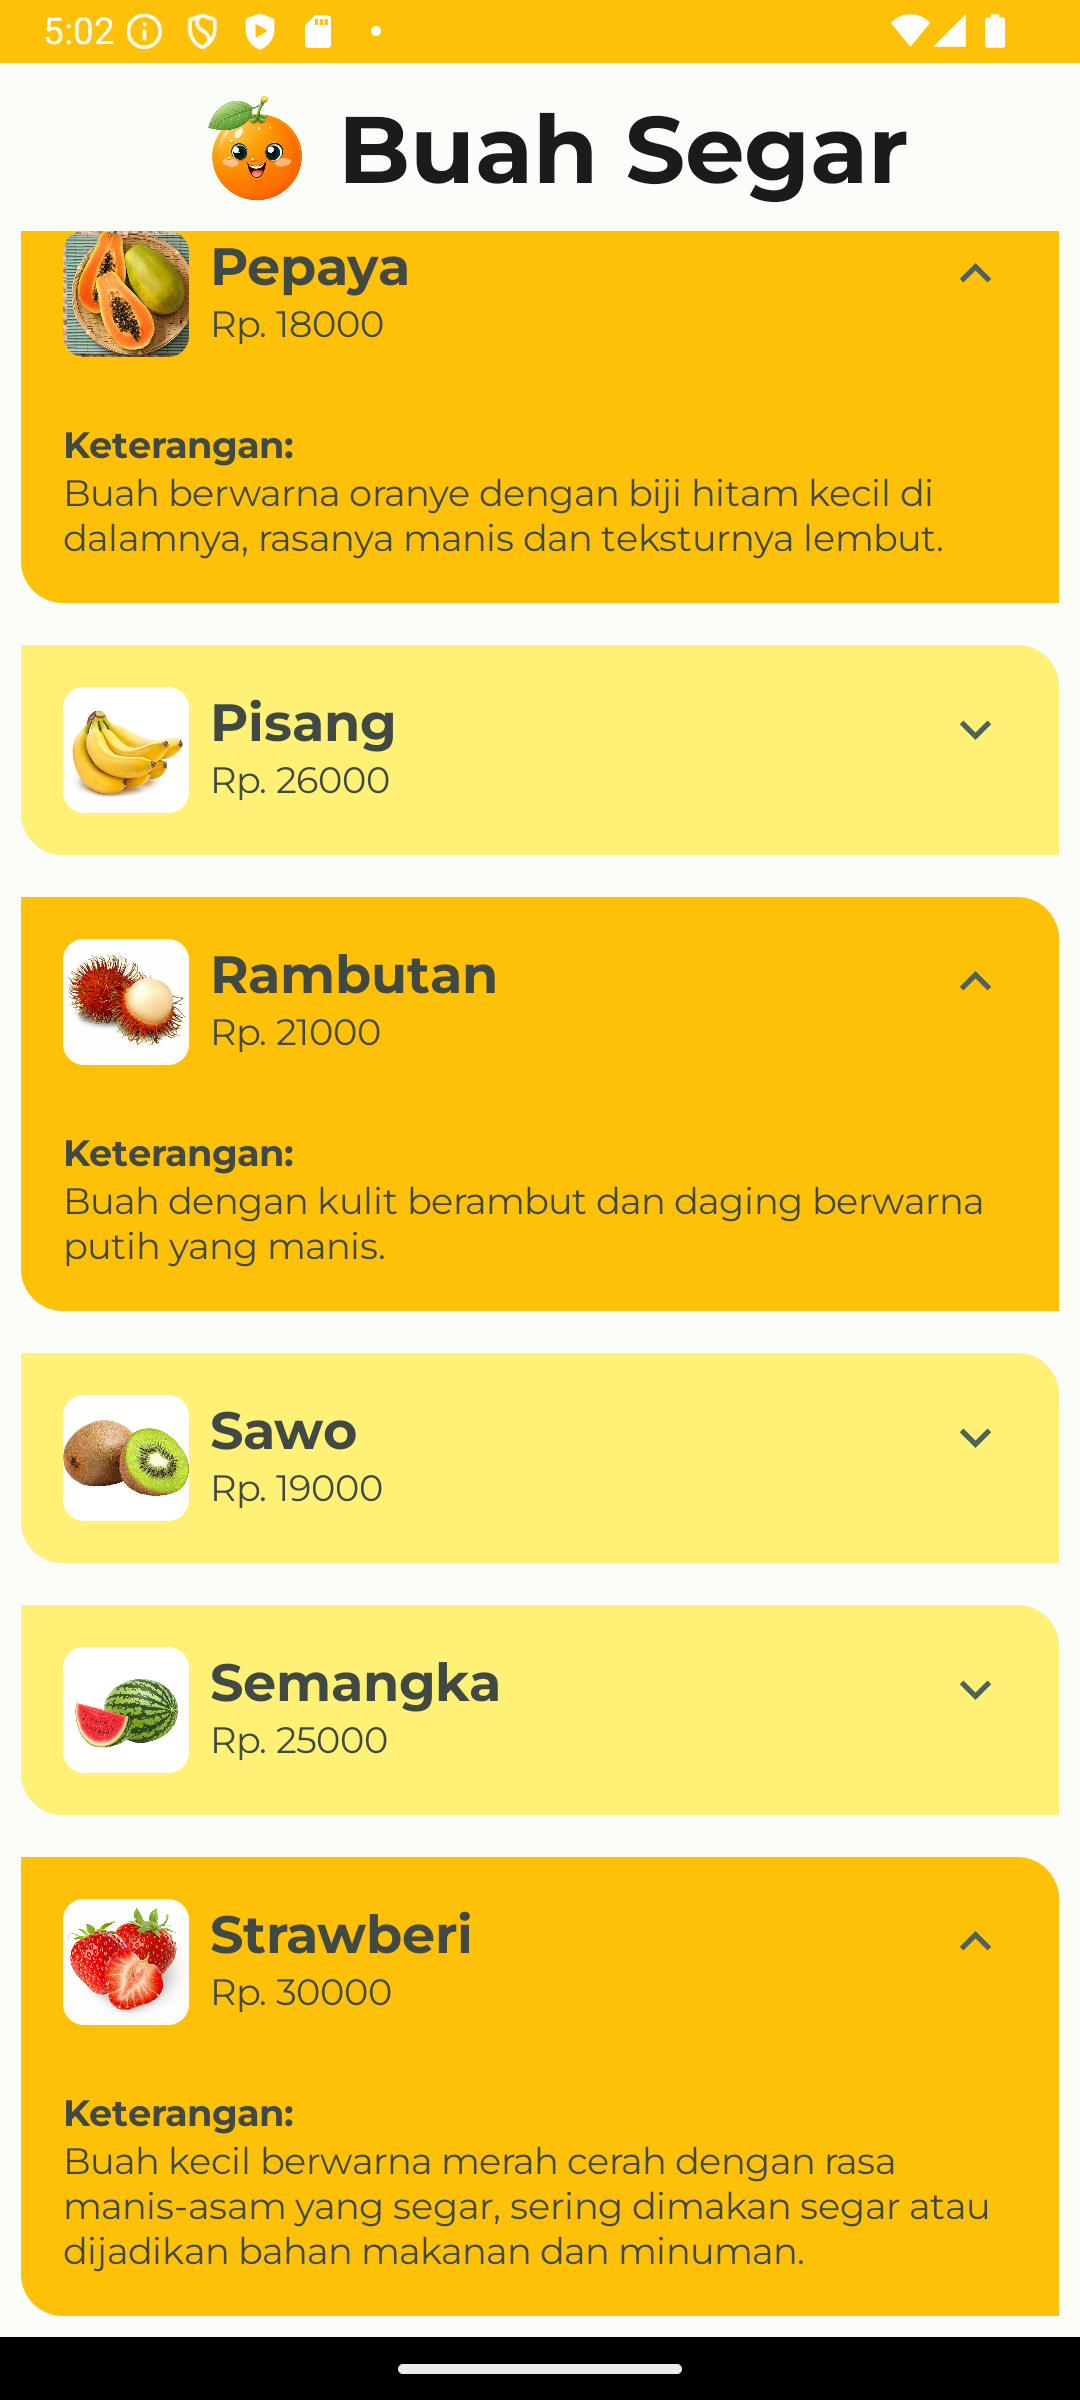 5:02
Buah Segar
Pepaya
Rp. 18000
Keterangan:
Buah berwarna oranye dengan biji hitam kecil di
dalamnya, rasanya manis dan teksturnya lembut.
Pisang
Rp. 26000
Rambutan
Rp. 21000
Keterangan:
Buah dengan kulit berambut dan daging berwarna
putih yang manis.
Sawo
Rp. 19000
Semangka
Rp. 25000
Strawberi
Rp. 30000
Keterangan:
Buah kecil berwarna merah cerah dengan rasa
manis-asam yang segar, sering dimakan segar atau
dijadikan bahan makanan dan minuman.